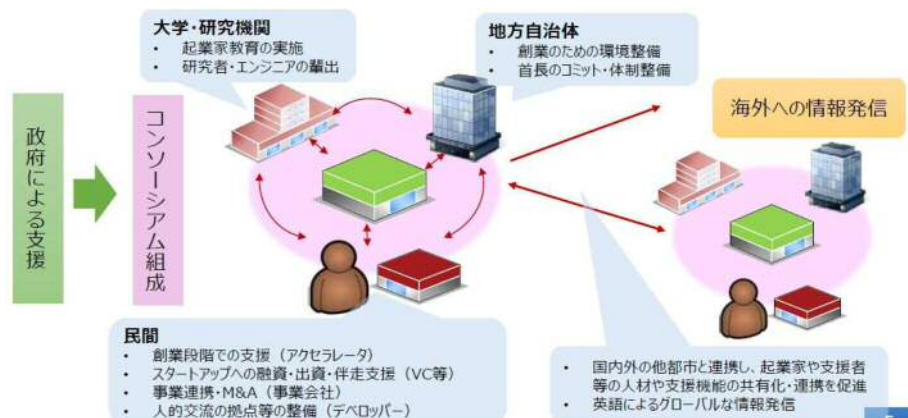 大学・研究機関
• 起業家教育の実施
• 研究者・エンジニアの輩出
地方自治体
• 創業のための環境整備
• 首長のコミット・体制整備
政府による支援
コンソーシアム組成
海外への情報発信
民間
• 創業段階での支援（アクセラレータ）
• スタートアップへの融資・出資・伴走支援（VC等）
• 事業連携・M&A（事業会社）
• 人的交流の拠点等の整備（デベロッパー）
• 国内外の他都市と連携し、起業家や支援者
等の人材や支援機能の共有化・連携を促進
• 英語によるグローバルな情報発信